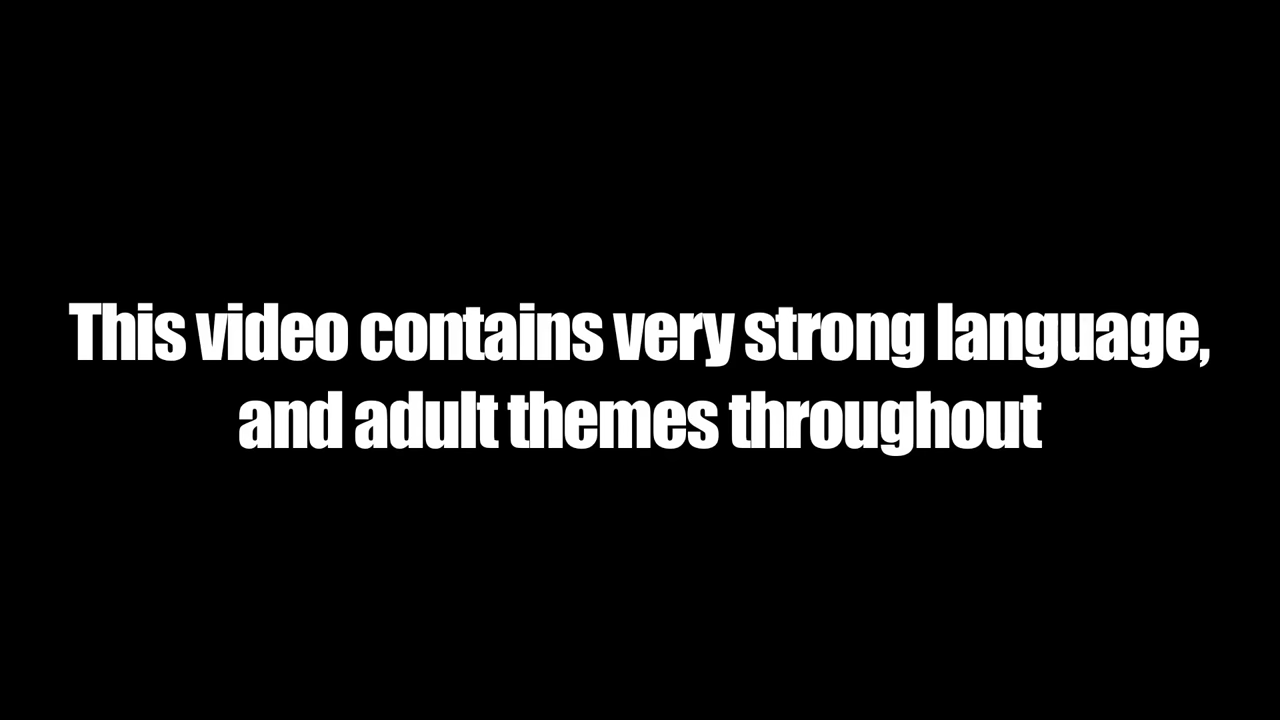 This video contains very strong language,
and adult themes throughout